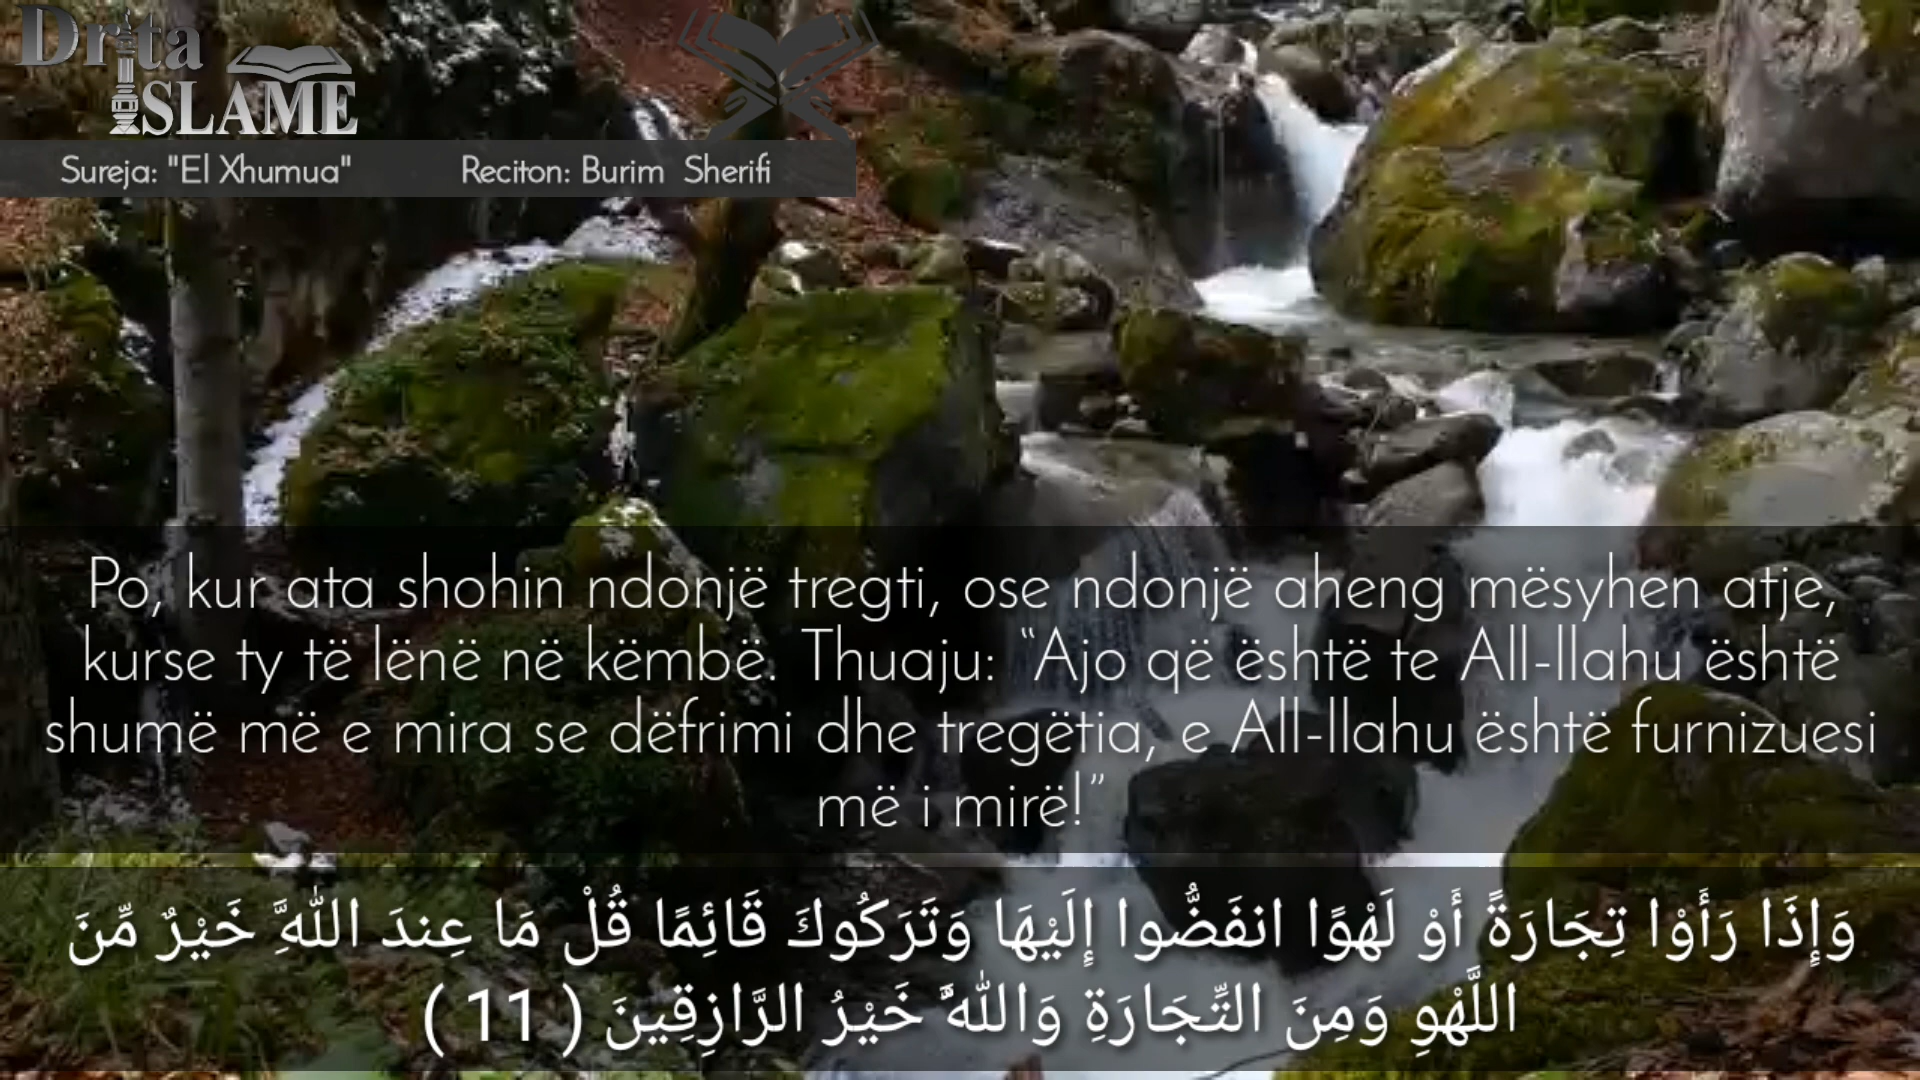 Drita
ISLAME
Sureja: "El Xhumua" Reciton: Burim Sherifi
Po, kur ata shohin ndonjë tregti, ose ndonjë aheng mësyhen atje,
kurse ty të lënë në këmbë. Thuaju: “Ajo që është te All-llahu është
shumë më e mira se dëfrimi dhe tregëtia, e All-llahu është furnizuesi
më i mirë!”
وَإِذَا رَأَوْا تِجَارَةً أَوْ لَهْوًا انفَضُّوا إِلَيْهَا وَتَرَكُوكَ قَائِمًا قُلْ مَا عِندَ اللَّهِ خَيْرٌ مِّنَ
اللَّهْوِ وَمِنَ التِّجَارَةِ وَاللَّهُ خَيْرُ الرَّازِقِينَ ( 11 )